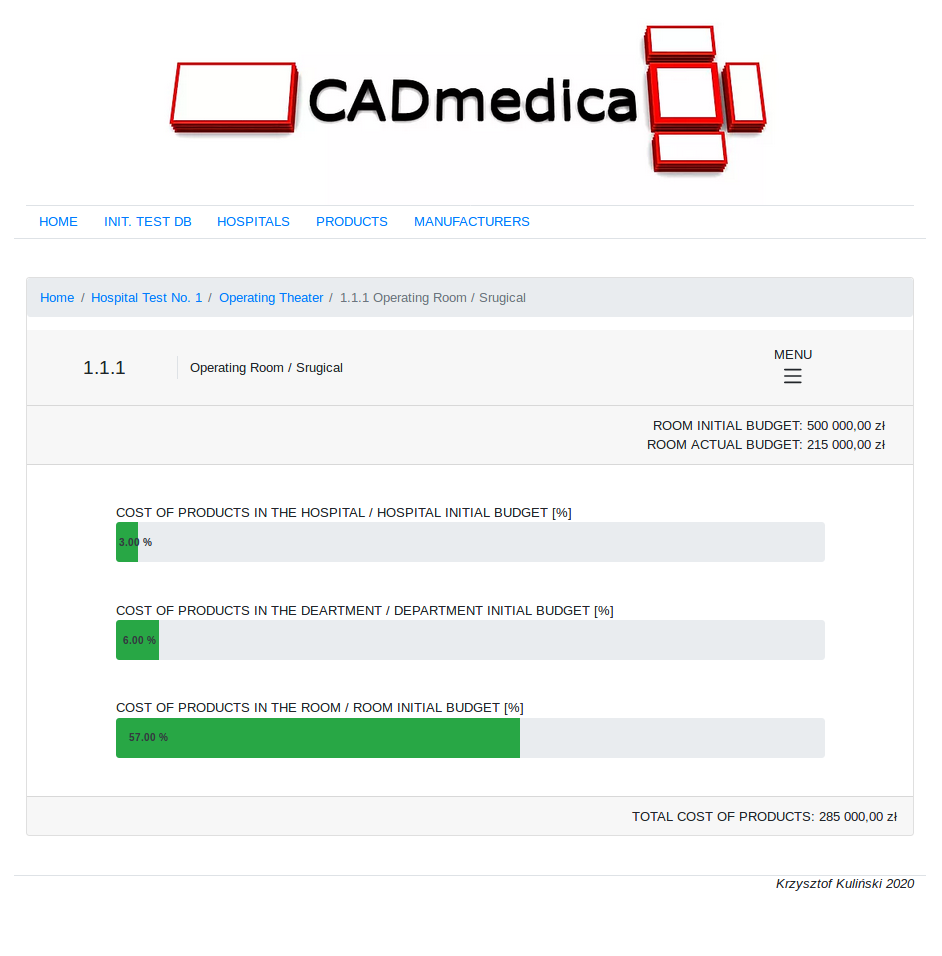 CADmedica
HOME INIT. TEST DB HOSPITALS PRODUCTS MANUFACTURERS
Home / Hospital Test No. 1 / Operating Theater / 1.1.1 Operating Room / Srugical
1.1.1 Operating Room / Srugical MENU
ROOM INITIAL BUDGET: 500 000,00 zł
ROOM ACTUAL BUDGET: 215 000,00 zł
COST OF PRODUCTS IN THE HOSPITAL / HOSPITAL INITIAL BUDGET [%]
3.00 %
COST OF PRODUCTS IN THE DEARTMENT / DEPARTMENT INITIAL BUDGET [%]
6.00 %
COST OF PRODUCTS IN THE ROOM / ROOM INITIAL BUDGET [%]
57.00 %
TOTAL COST OF PRODUCTS: 285 000,00 zł
Krzysztof Kuliński 2020